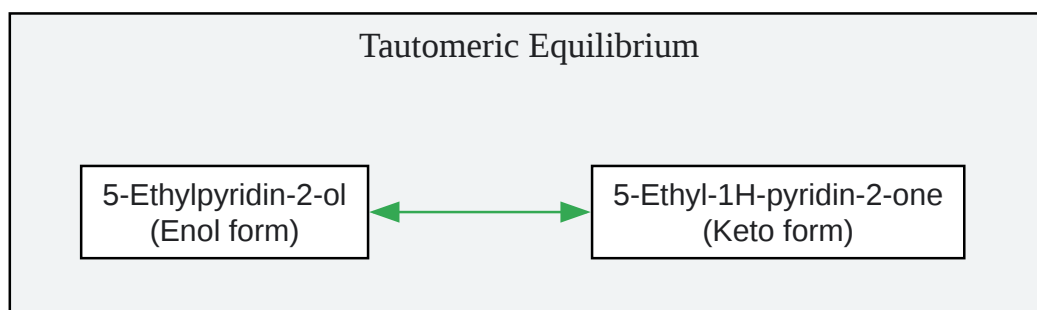 Tautomeric Equilibrium
5-Ethylpyridin-2-ol
(Enol form)
5-Ethyl-1H-pyridin-2-one
(Keto form)